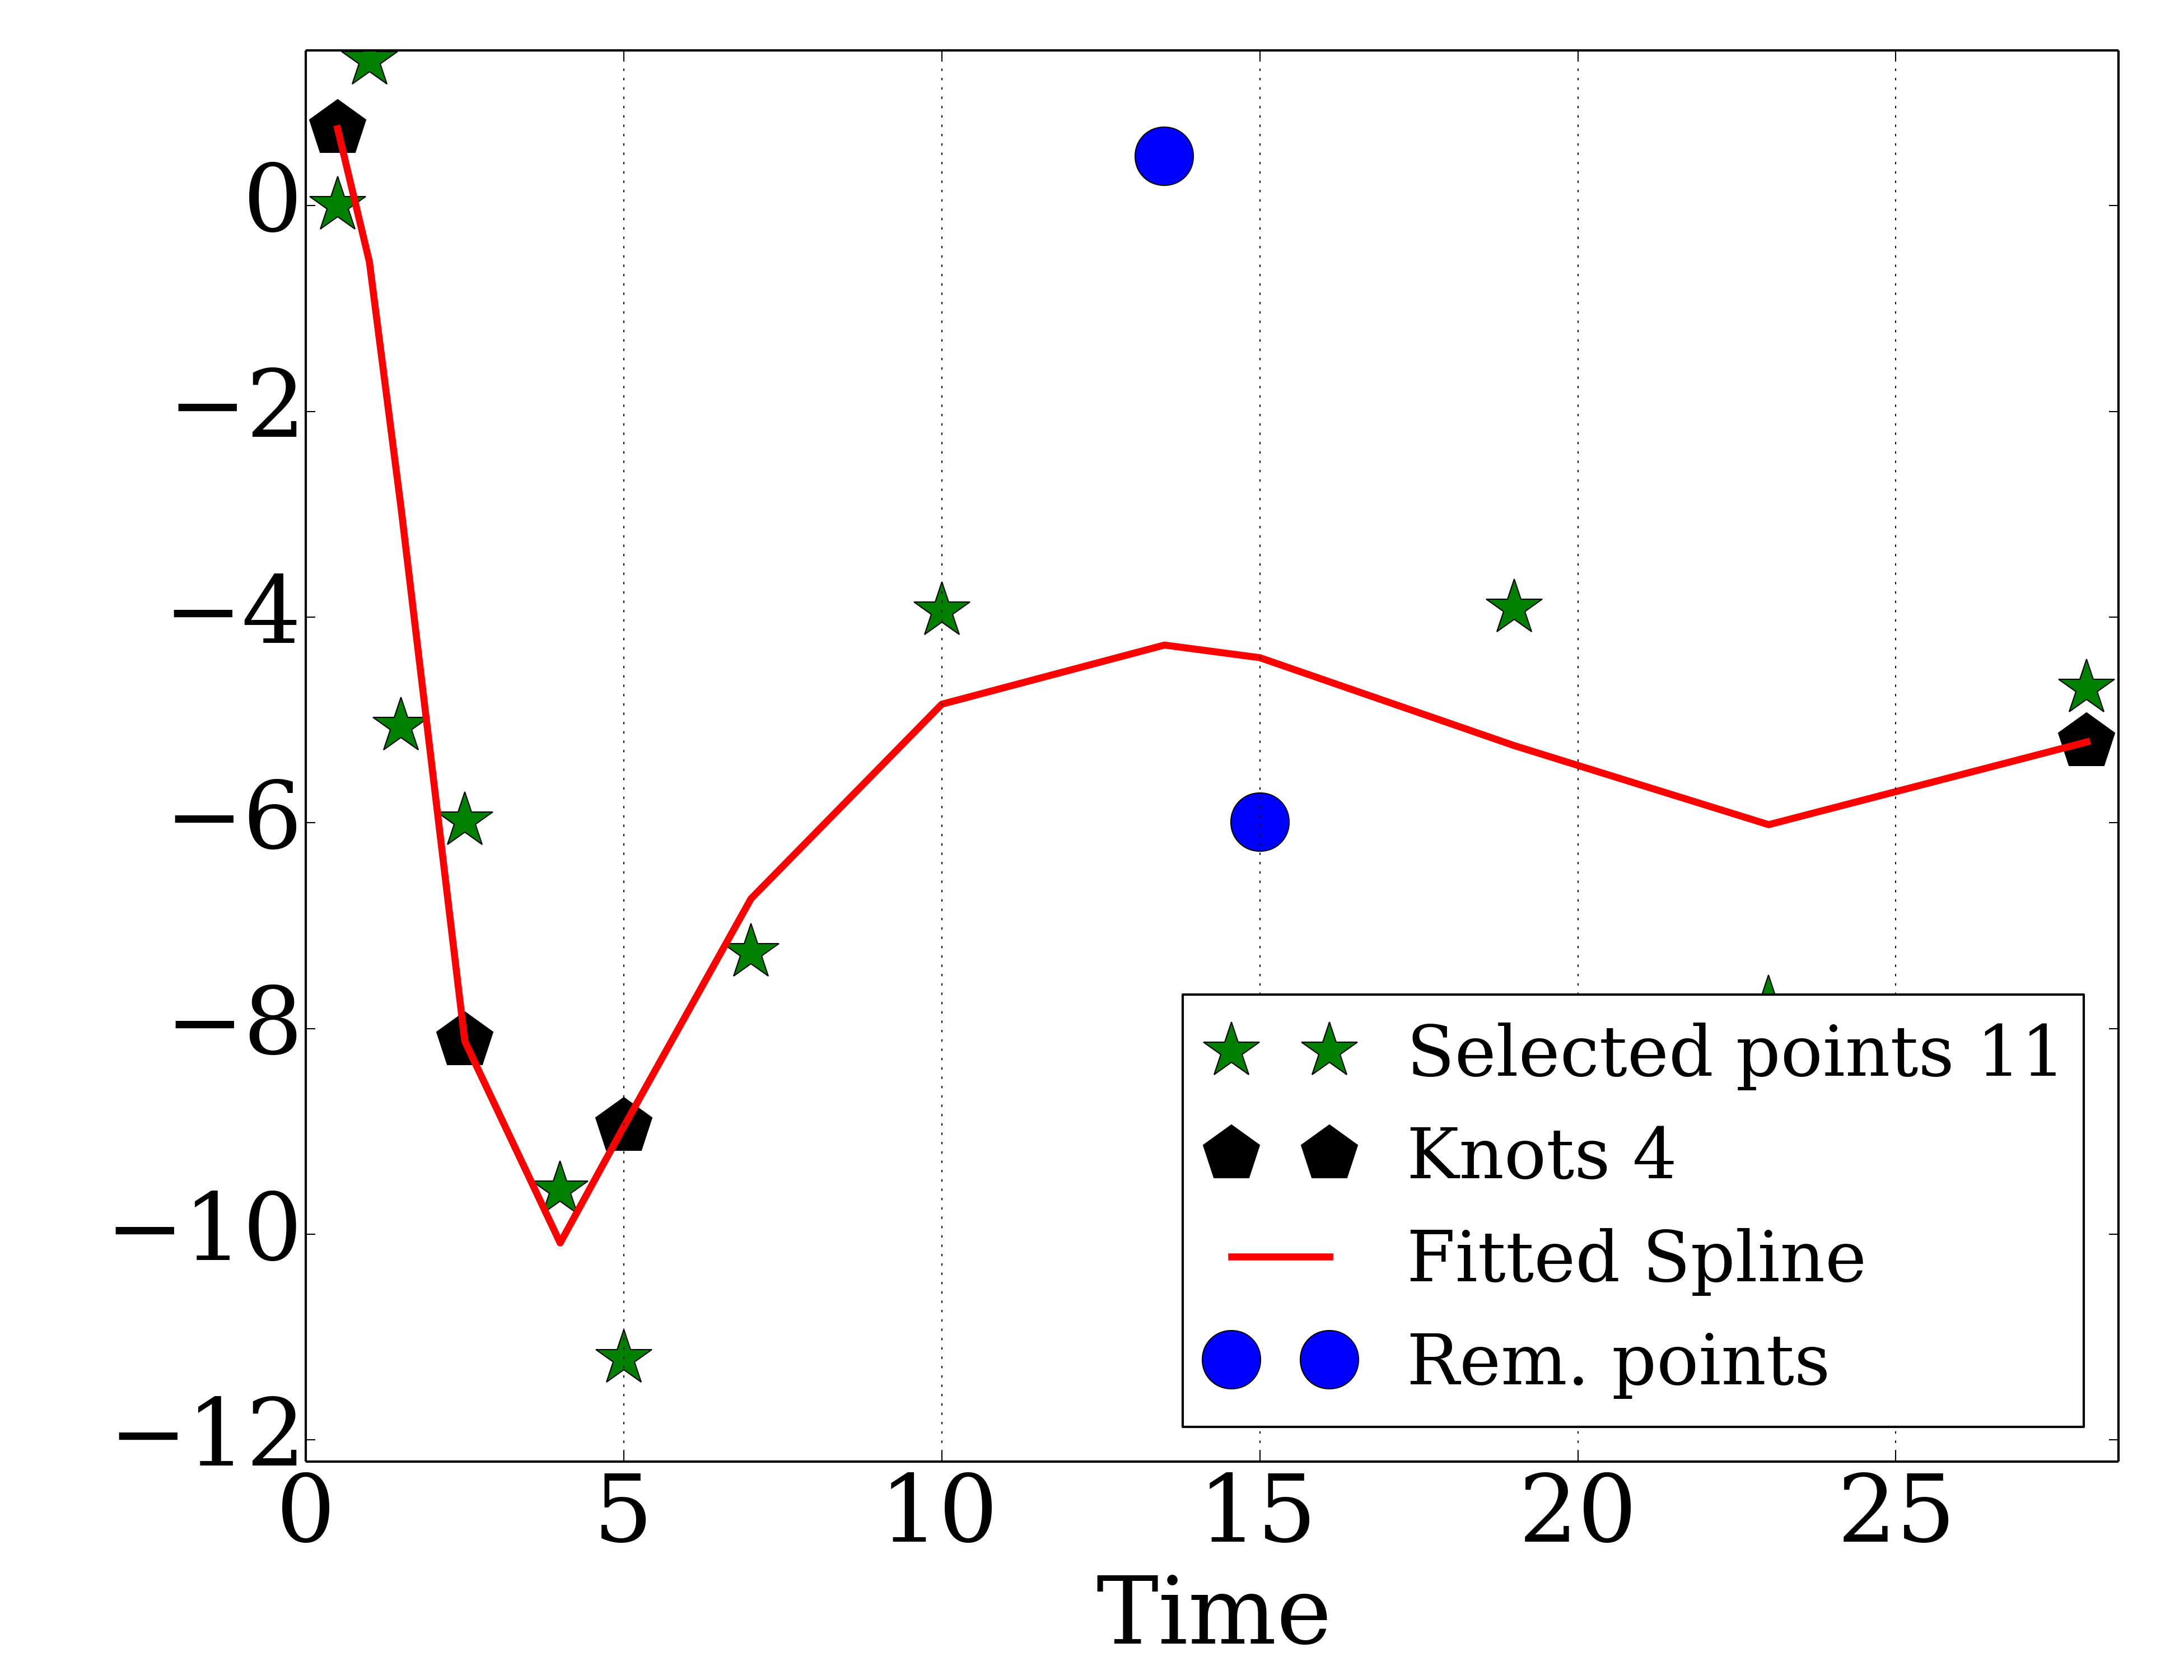 0
−2
−4
−6
−8
−10
−12
0 5 10 15 20 25
Time
Selected points 11
Knots 4
Fitted Spline
Rem. points